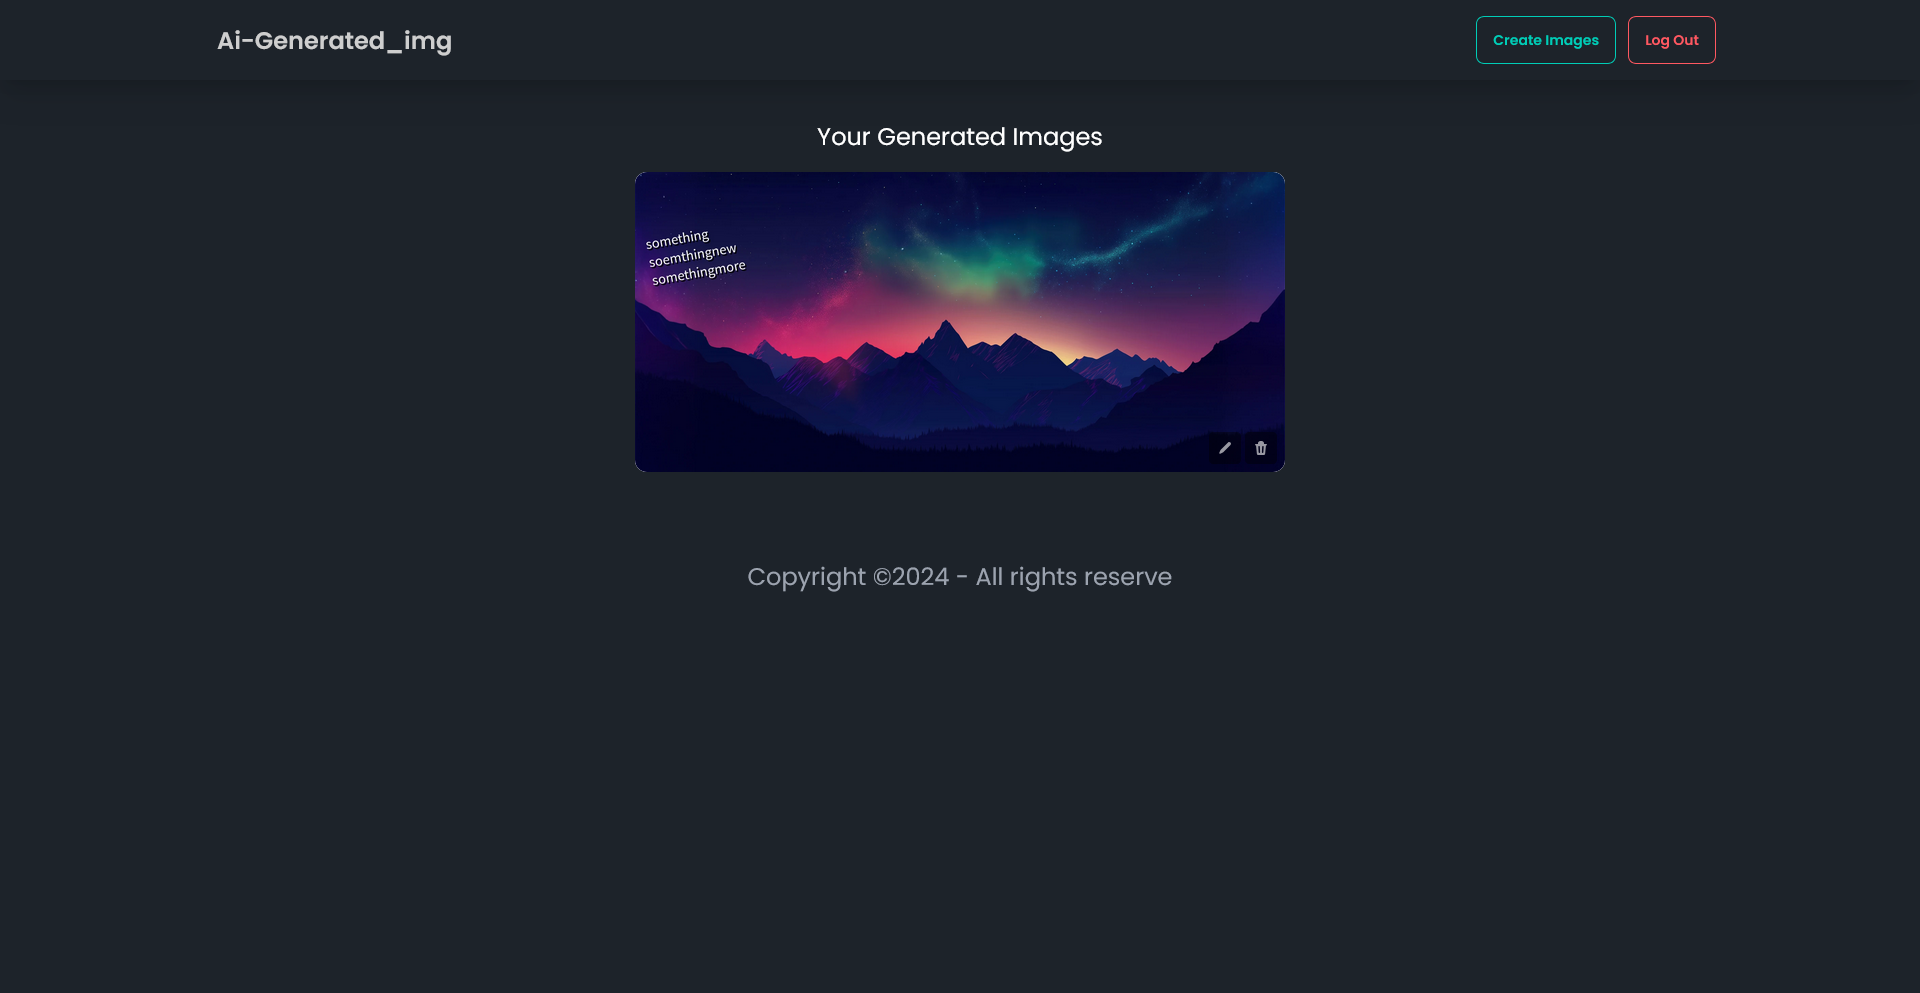 Ai-Generated_img
Create Images
Log Out
Your Generated Images
something
soemthingnew
somethingmore
Copyright ©2024 - All rights reserve